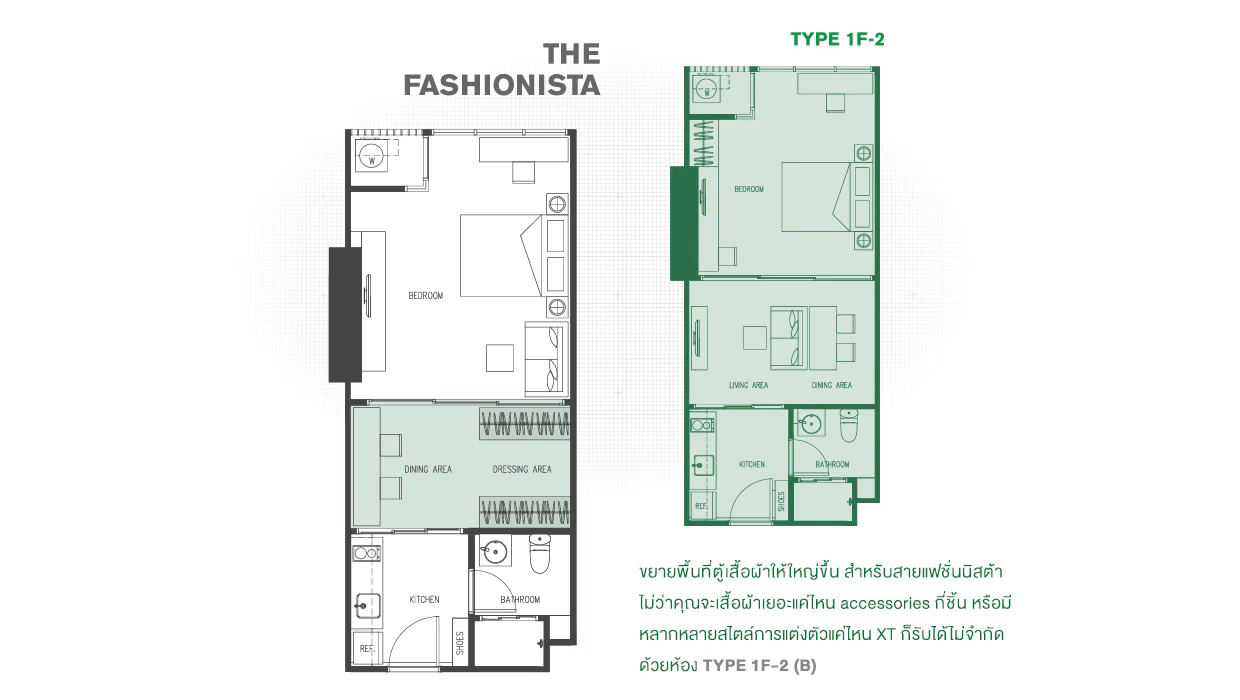 THE
FASHIONISTA
W
BEDROOM
DINING AREA
DRESSING AREA
KITCHEN
BATHROOM
REF.
SHOES
TYPE 1F-2
W
BEDROOM
LIVING AREA
DINING AREA
KITCHEN
BATHROOM
REF.
SHOES
ขยายพื้นที่ตู้เสื้อผ้าให้ใหญ่ขึ้น สำหรับสายแฟชั่นนิสต้า
ไม่ว่าคุณจะเสื้อผ้าเยอะแค่ไหน accessories กี่ชิ้น หรือมี
หลากหลายสไตล์การแต่งตัวแค่ไหน XT ก็รับได้ไม่จำกัด
ด้วยห้อง TYPE 1F-2 (B)